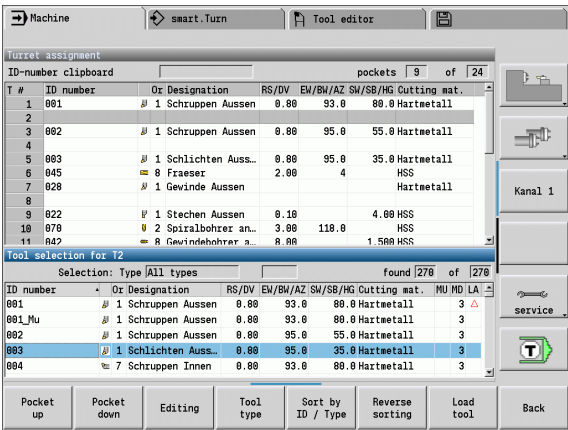 Machine smart.Turn Tool editor
Turret assignment
ID-number clipboard pockets 9 of 24
T # ID number Or Designation RS/DV EW/BW/AZ SW/SB/HG Cutting mat.
1 001 1 Schruppen Aussen 0.80 93.0 80.0 Hartmetall
2
3 002 1 Schruppen Aussen 0.80 95.0 55.0 Hartmetall
4
5 003 1 Schlichten Auss… 0.80 95.0 35.0 Hartmetall
6 045 8 Fraeser 2.00 4 HSS
7 028 1 Gewinde Aussen Hartmetall
8
9 022 1 Stechen Aussen 0.10 4.00 HSS
10 070 2 Spiralbohrer an… 3.00 118.0 HSS
11 042 8 Gewindebohrer a… 8.00 1.500 HSS
Kanal 1
Tool selection for T2
Selection: Type All types found 270 of 270
ID number Or Designation RS/DV EW/BW/AZ SW/SB/HG Cutting mat. MU MD LA
001 1 Schruppen Aussen 0.80 93.0 80.0 Hartmetall 3
001_Mu 1 Schruppen Aussen 0.80 93.0 80.0 Hartmetall 3
002 1 Schruppen Aussen 0.80 95.0 55.0 Hartmetall 3
003 1 Schlichten Auss… 0.80 95.0 35.0 Hartmetall 3
004 7 Schruppen Innen 0.80 93.0 80.0 Hartmetall 3
service
T
Pocket up
Pocket down
Editing
Tool type
Sort by ID / Type
Reverse sorting
Load tool
Back